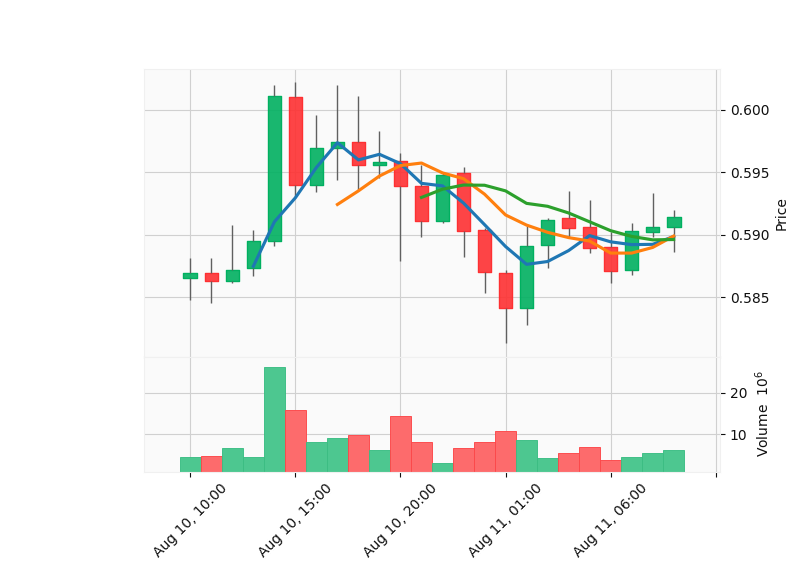 0.600
0.595
0.590
0.585
Price
20
10
Volume 10^6
Aug 10, 10:00
Aug 10, 15:00
Aug 10, 20:00
Aug 11, 01:00
Aug 11, 06:00